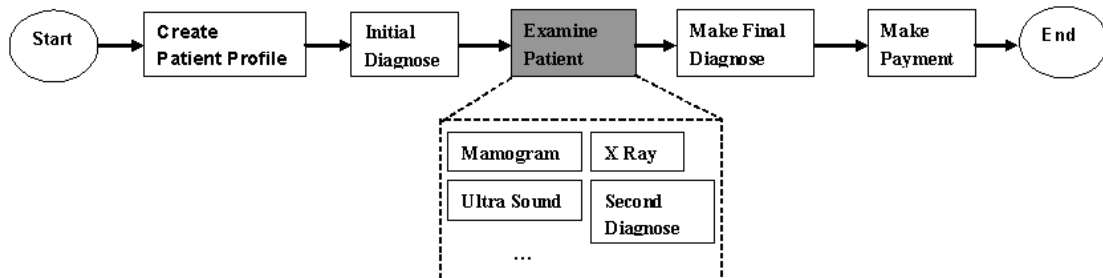 Start
Create
Patient Profile
Initial
Diagnose
Examine
Patient
Make Final
Diagnose
Make
Payment
End
Mamogram
X Ray
Ultra Sound
Second
Diagnose
...